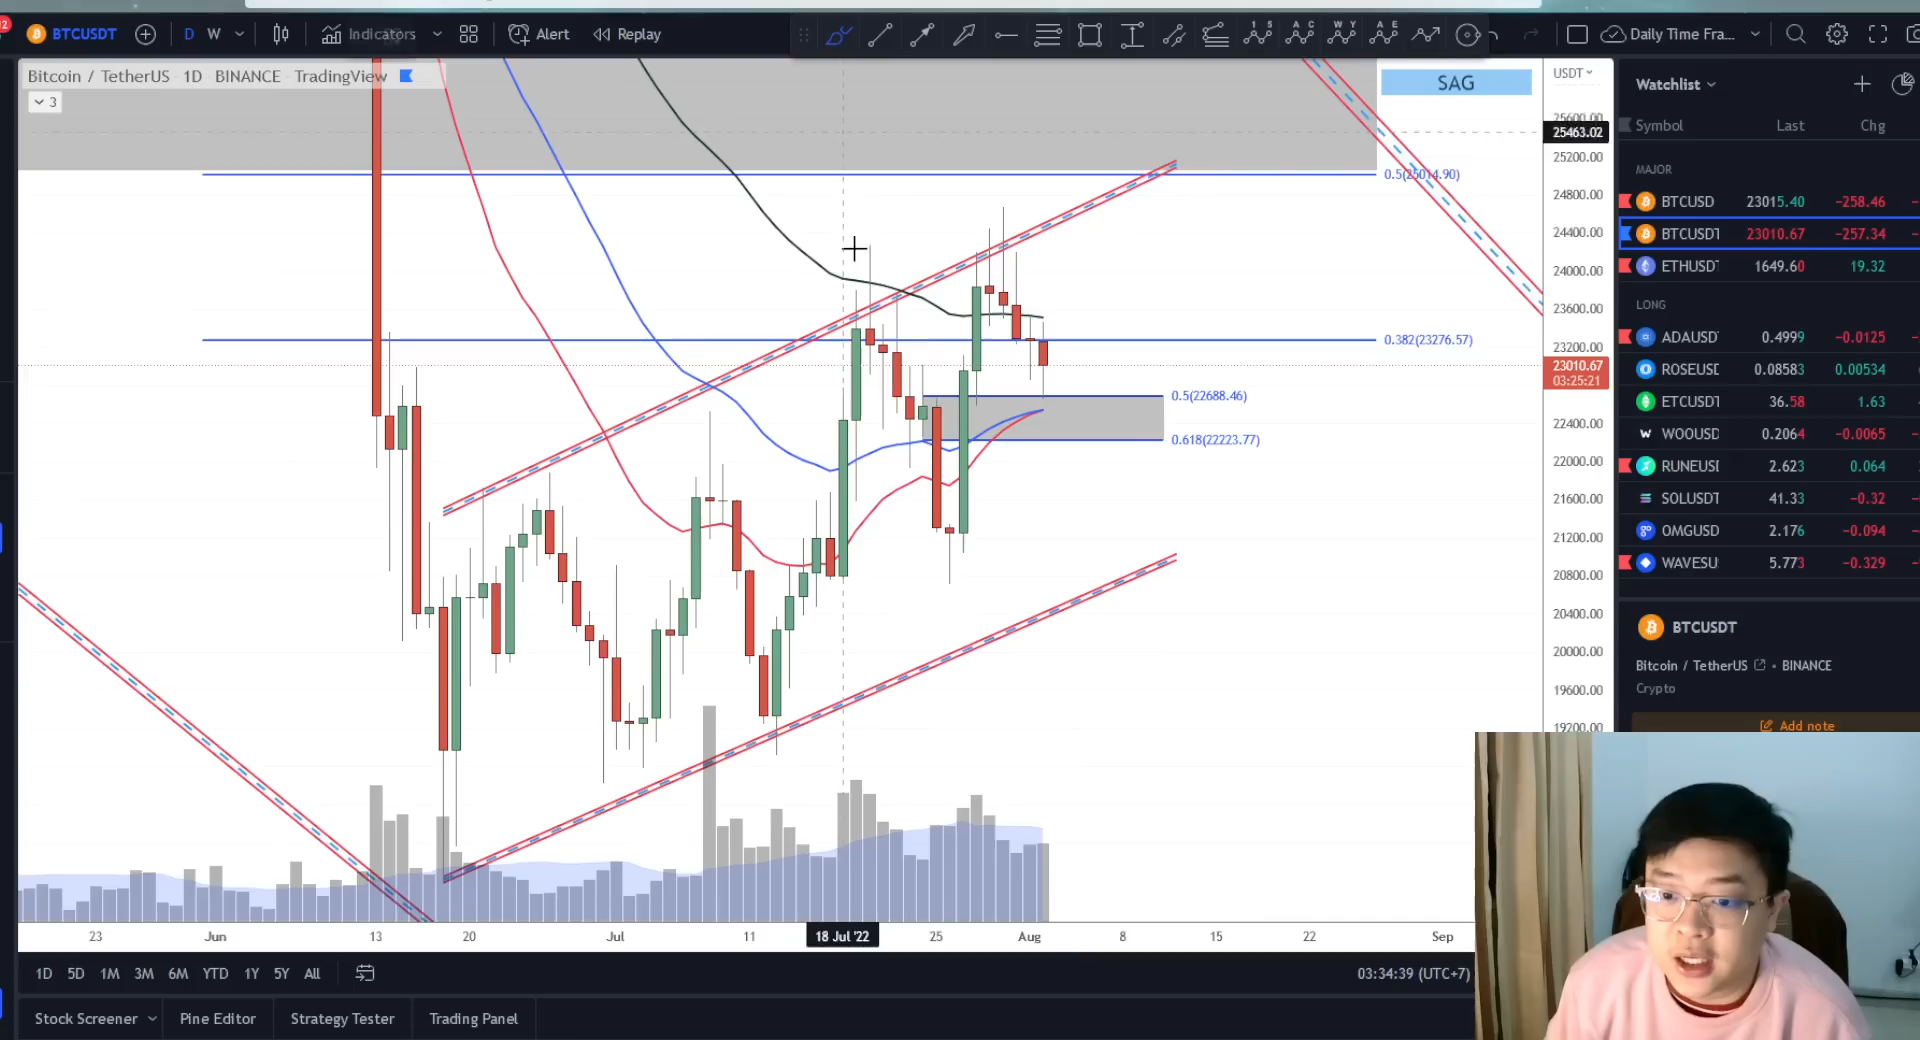 12
BTCUSDT
D W
Indicators
Alert
Replay
Daily Time Fra...
Bitcoin / TetherUS 1D BINANCE TradingView
3
SAG
USDT
25600.00
25463.02
25200.00
24800.00
24400.00
24000.00
23600.00
23200.00
23010.67
03:25:21
22400.00
22000.00
21600.00
21200.00
20800.00
20400.00
20000.00
19600.00
19200.00
0.5(25014.90)
0.382(23276.57)
0.5(22688.46)
0.618(22223.77)
23 Jun 13 20 Jul 11 18 Jul '22 25 Aug 8 15 22 Sep
1D 5D 1M 3M 6M YTD 1Y 5Y All
03:34:39 (UTC+7)
Stock Screener Pine Editor Strategy Tester Trading Panel
Watchlist
Symbol Last Chg
MAJOR
BTCUSD 23015.40 -258.46
BTCUSDT 23010.67 -257.34
ETHUSDT 1649.60 19.32
LONG
ADAUSDT 0.4999 -0.0125
ROSEUSD 0.08583 0.00534
ETCUSDT 36.58 1.63
WOOUSD 0.2064 -0.0065
RUNEUSD 2.623 0.064
SOLUSDT 41.33 -0.32
OMGUSD 2.176 -0.094
WAVESU 5.773 -0.329
BTCUSDT
Bitcoin / TetherUS • BINANCE
Crypto
Add note